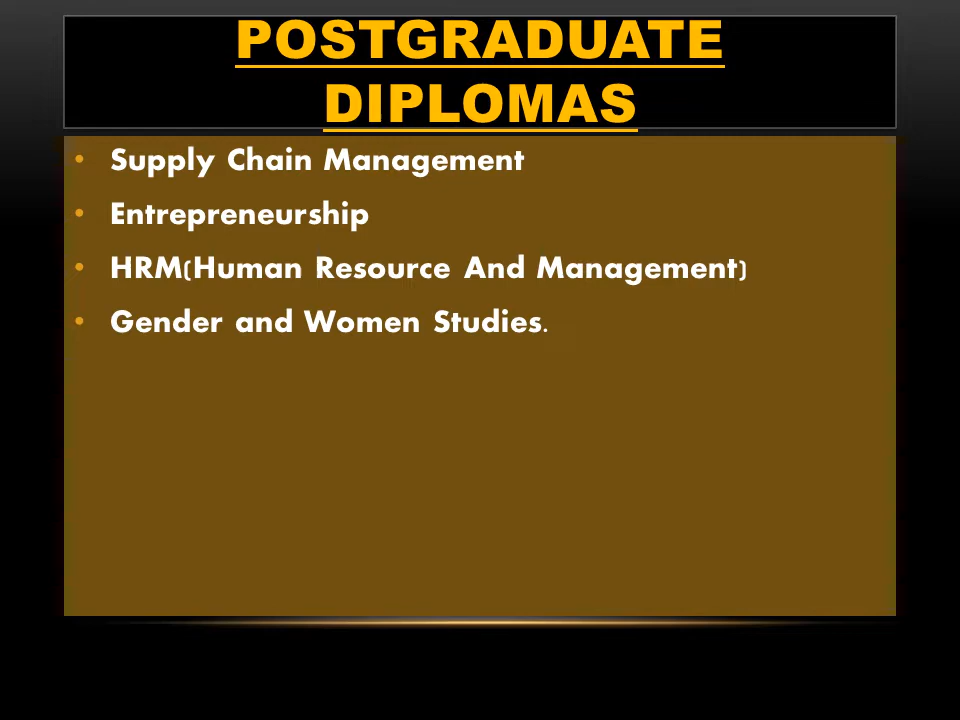 POSTGRADUATE
DIPLOMAS
• Supply Chain Management
• Entrepreneurship
• HRM(Human Resource And Management)
• Gender and Women Studies.